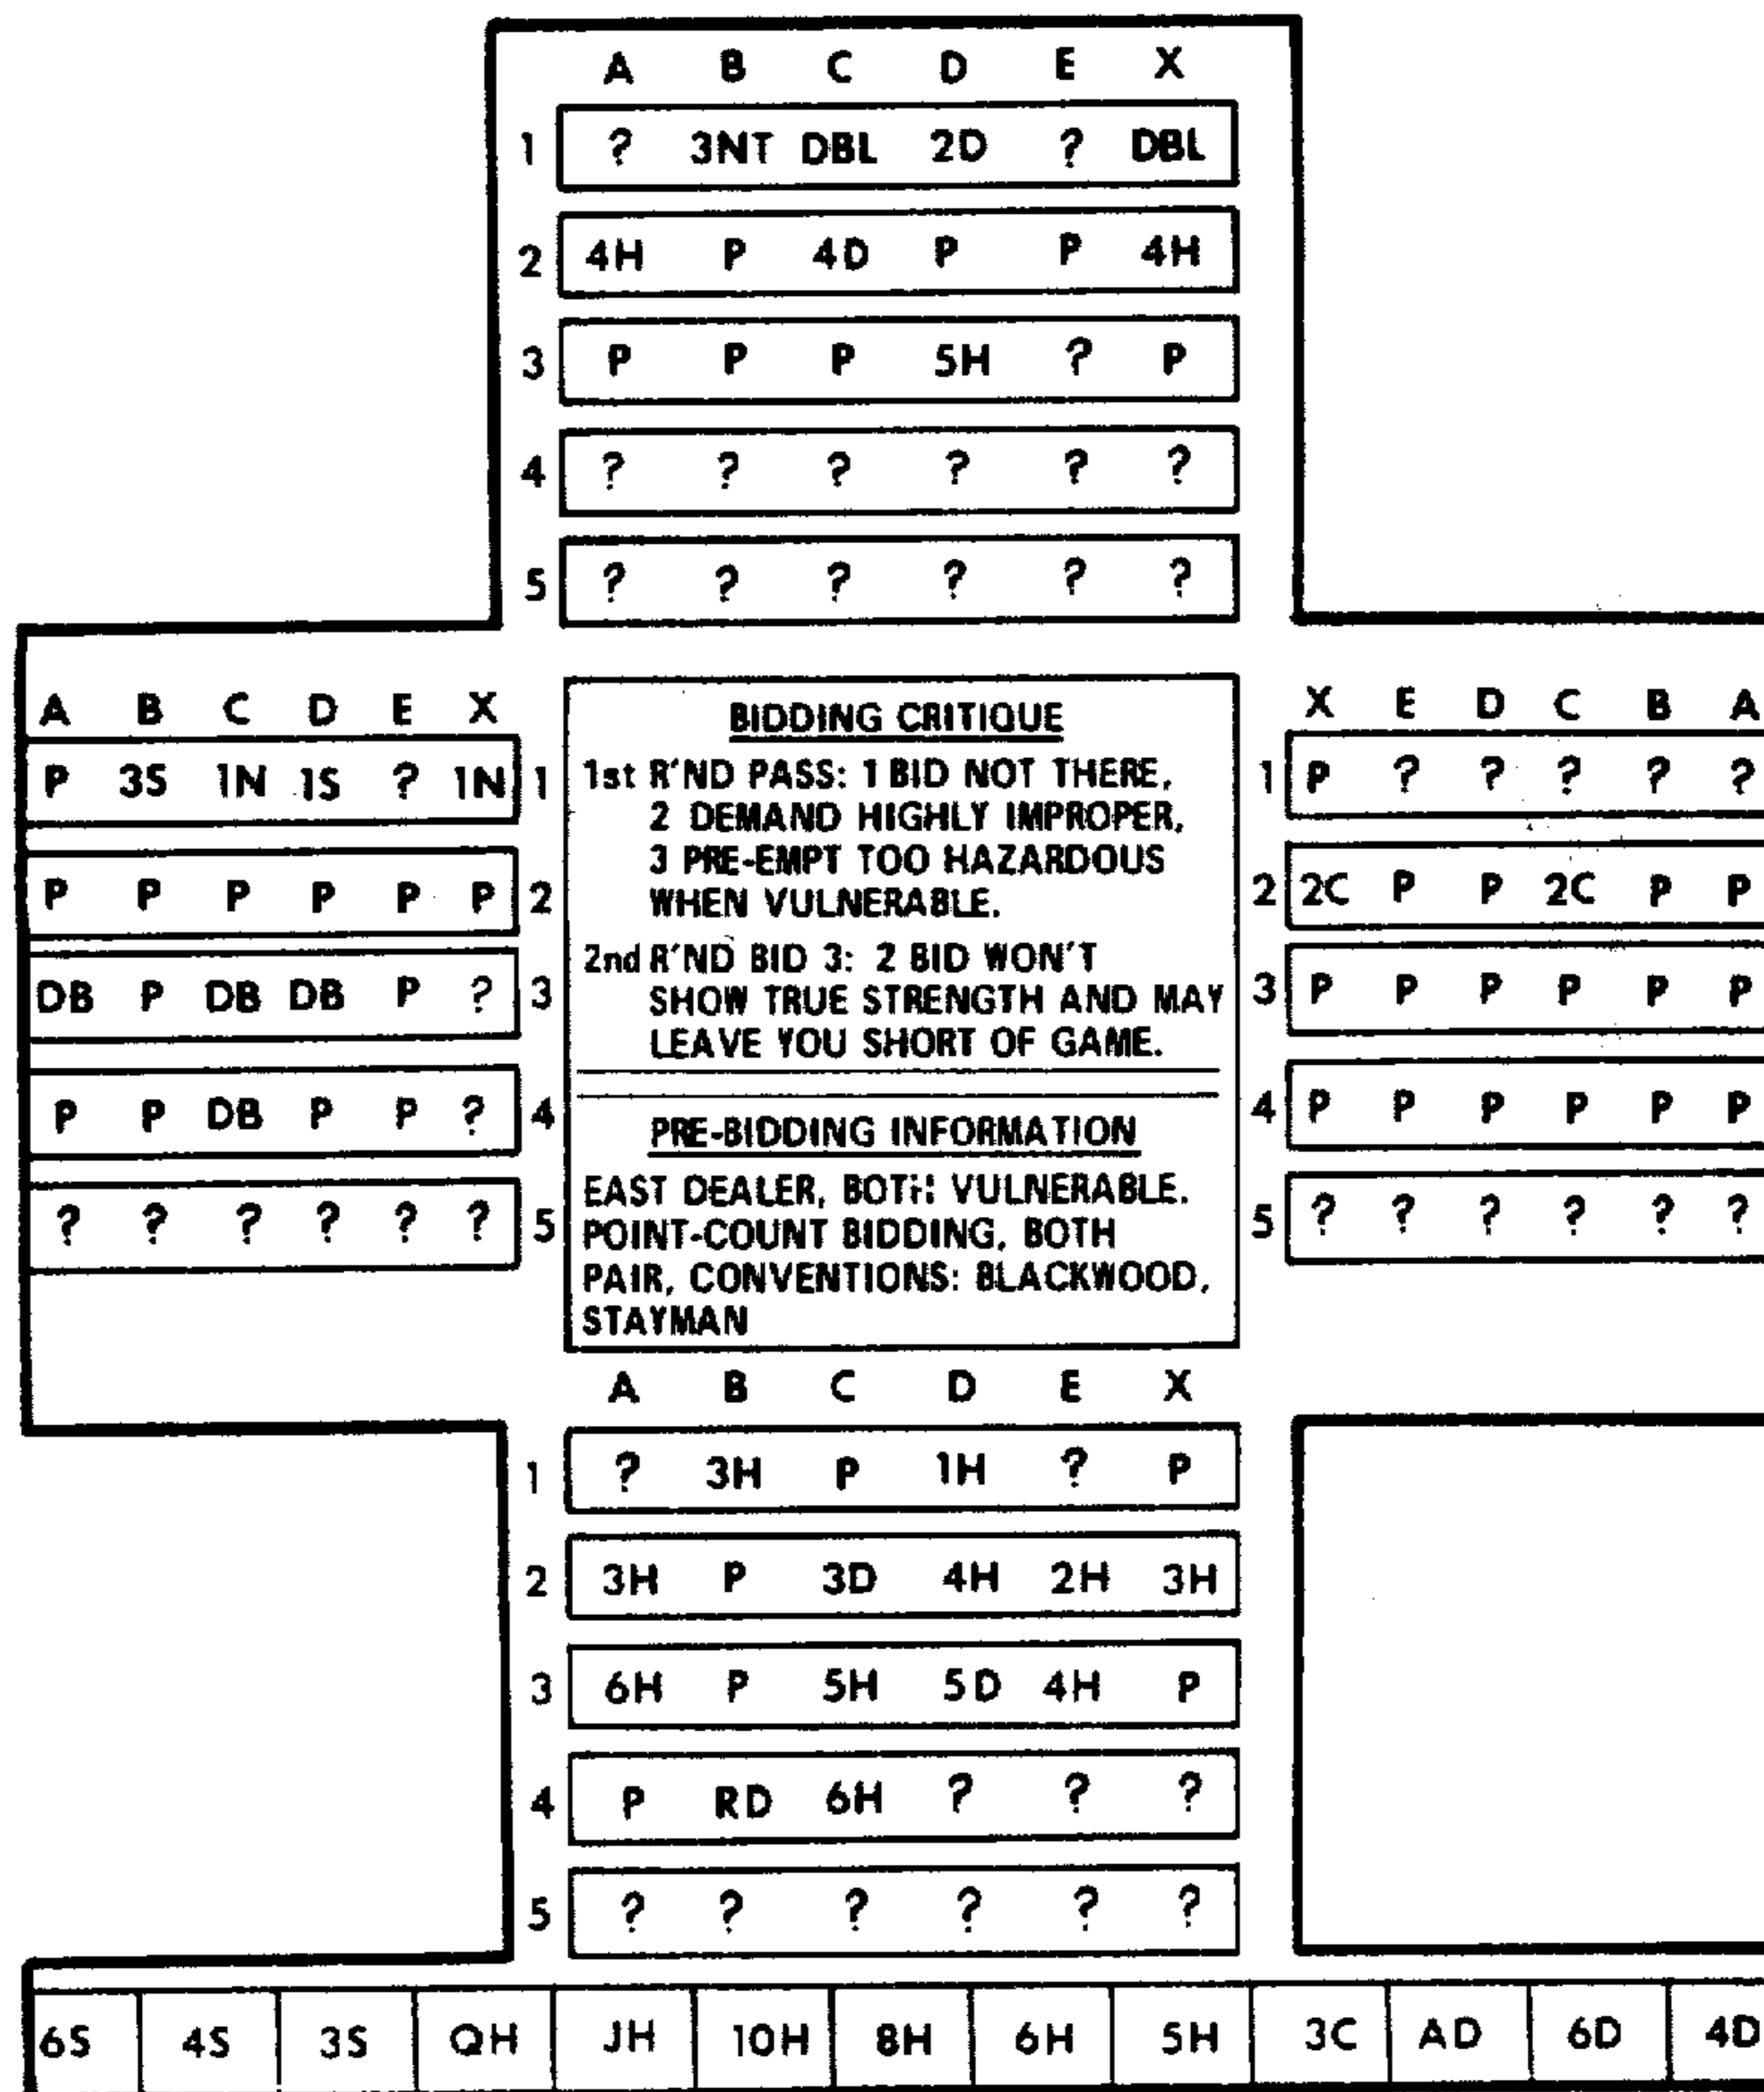 A B C D E X
1 ? 3NT DBL 2D ? DBL
2 4H P 4D P P 4H
3 P P P 5H ? P
4 ? ? ? ? ? ?
5 ? ? ? ? ? ?
A B C D E X
P 3S 1N 1S ? 1N 1
P P P P P P 2
DB P DB DB P ? 3
P P DB P P ? 4
? ? ? ? ? ? 5
BIDDING CRITIQUE
1st R'ND PASS: 1 BID NOT THERE,
2 DEMAND HIGHLY IMPROPER,
3 PRE-EMPT TOO HAZARDOUS
WHEN VULNERABLE.
2nd R'ND BID 3: 2 BID WON'T
SHOW TRUE STRENGTH AND MAY
LEAVE YOU SHORT OF GAME.
PRE-BIDDING INFORMATION
EAST DEALER, BOTH VULNERABLE.
POINT-COUNT BIDDING, BOTH
PAIR, CONVENTIONS: BLACKWOOD,
STAYMAN
X E D C B A
1 P ? ? ? ? ?
2 2C P P 2C P P
3 P P P P P P
4 P P P P P P
5 ? ? ? ? ? ?
A B C D E X
1 ? 3H P 1H ? P
2 3H P 3D 4H 2H 3H
3 6H P 5H 5D 4H P
4 P RD 6H ? ? ?
5 ? ? ? ? ? ?
6S 4S 3S QH JH 10H 8H 6H 5H 3C AD 6D 4D